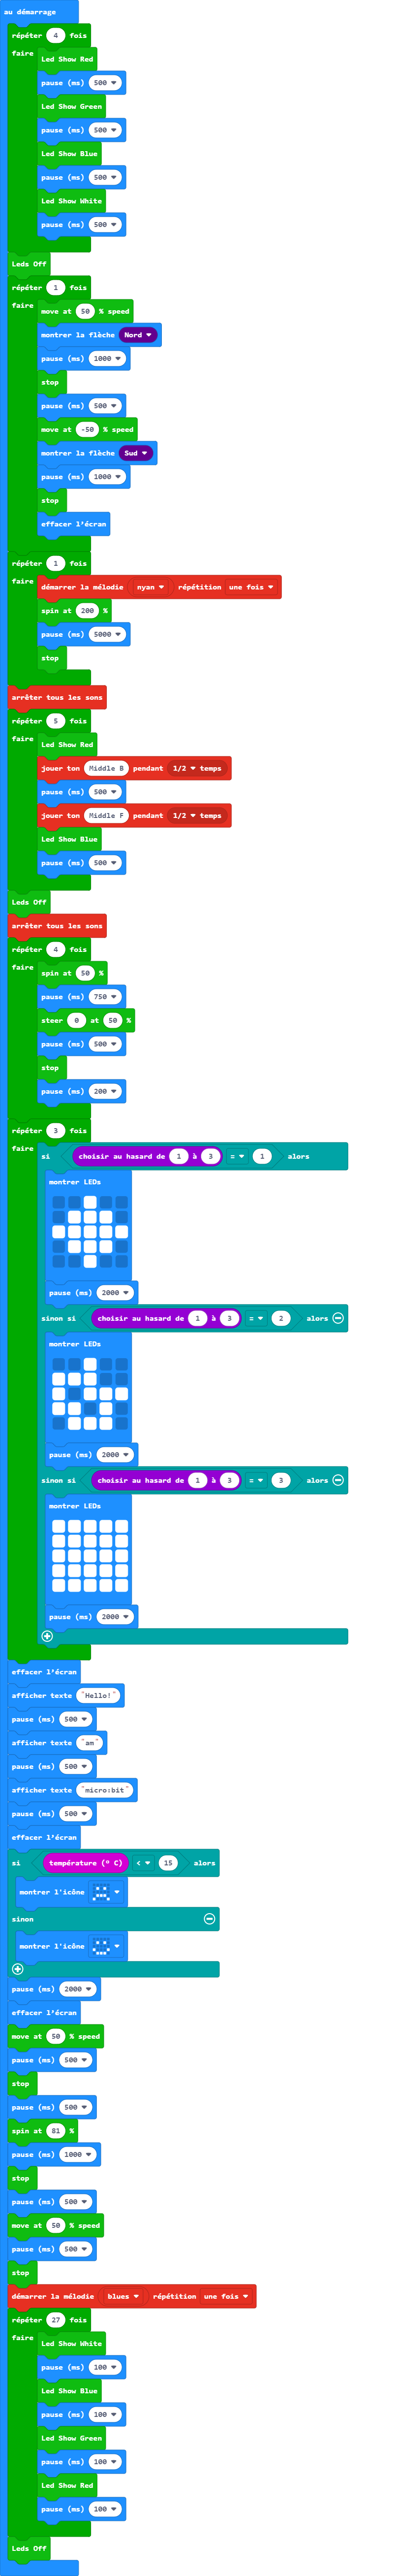 au démarrage
répéter 4 fois
faire
Led Show Red
pause (ms) 500
Led Show Green
pause (ms) 500
Led Show Blue
pause (ms) 500
Led Show White
pause (ms) 500
Leds Off
répéter 1 fois
faire
move at 50 % speed
montrer la flèche Nord
pause (ms) 1000
stop
pause (ms) 500
move at -50 % speed
montrer la flèche Sud
pause (ms) 1000
stop
effacer l'écran
répéter 1 fois
faire
démarrer la mélodie nyan répétition une fois
spin at 200 %
pause (ms) 5000
stop
arrêter tous les sons
répéter 5 fois
faire
Led Show Red
jouer ton Middle B pendant 1/2 temps
pause (ms) 500
jouer ton Middle F pendant 1/2 temps
Led Show Blue
pause (ms) 500
Leds Off
arrêter tous les sons
répéter 4 fois
faire
spin at 50 %
pause (ms) 750
steer 0 at 50 %
pause (ms) 500
stop
pause (ms) 200
répéter 3 fois
faire
si choisir au hasard de 1 à 3 = 1 alors
montrer LEDs
pause (ms) 2000
sinon si choisir au hasard de 1 à 3 = 2 alors
montrer LEDs
pause (ms) 2000
sinon si choisir au hasard de 1 à 3 = 3 alors
montrer LEDs
pause (ms) 2000
effacer l'écran
afficher texte "Hello!"
pause (ms) 500
afficher texte "am"
pause (ms) 500
afficher texte "micro:bit"
pause (ms) 500
effacer l'écran
si température (° C) < 15 alors
montrer l'icône
sinon
montrer l'icône
pause (ms) 2000
effacer l'écran
move at 50 % speed
pause (ms) 500
stop
pause (ms) 500
spin at 81 %
pause (ms) 1000
stop
pause (ms) 500
move at 50 % speed
pause (ms) 500
stop
démarrer la mélodie blues répétition une fois
répéter 27 fois
faire
Led Show White
pause (ms) 100
Led Show Blue
pause (ms) 100
Led Show Green
pause (ms) 100
Led Show Red
pause (ms) 100
Leds Off